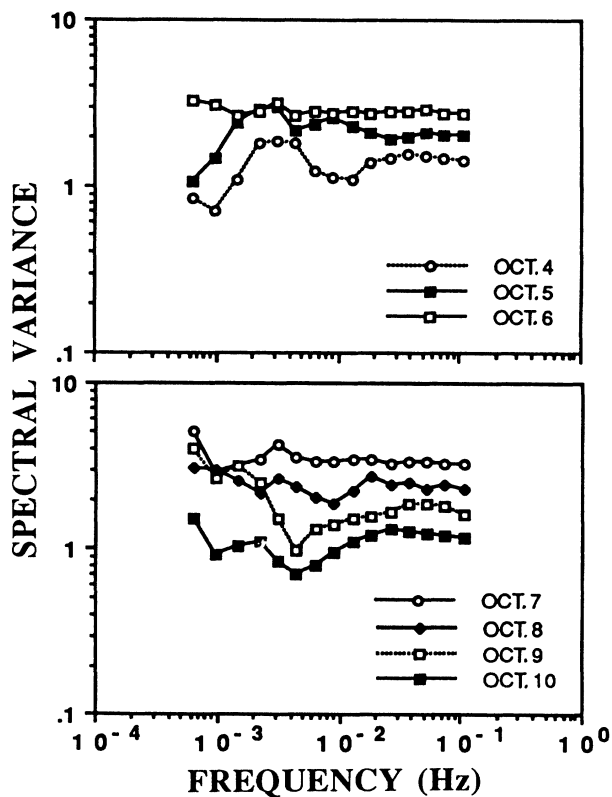 SPECTRAL VARIANCE
10
1
.1
OCT. 4
OCT. 5
OCT. 6
10
1
.1
OCT. 7
OCT. 8
OCT. 9
OCT. 10
10⁻⁴ 10⁻³ 10⁻² 10⁻¹ 10⁰
FREQUENCY (Hz)